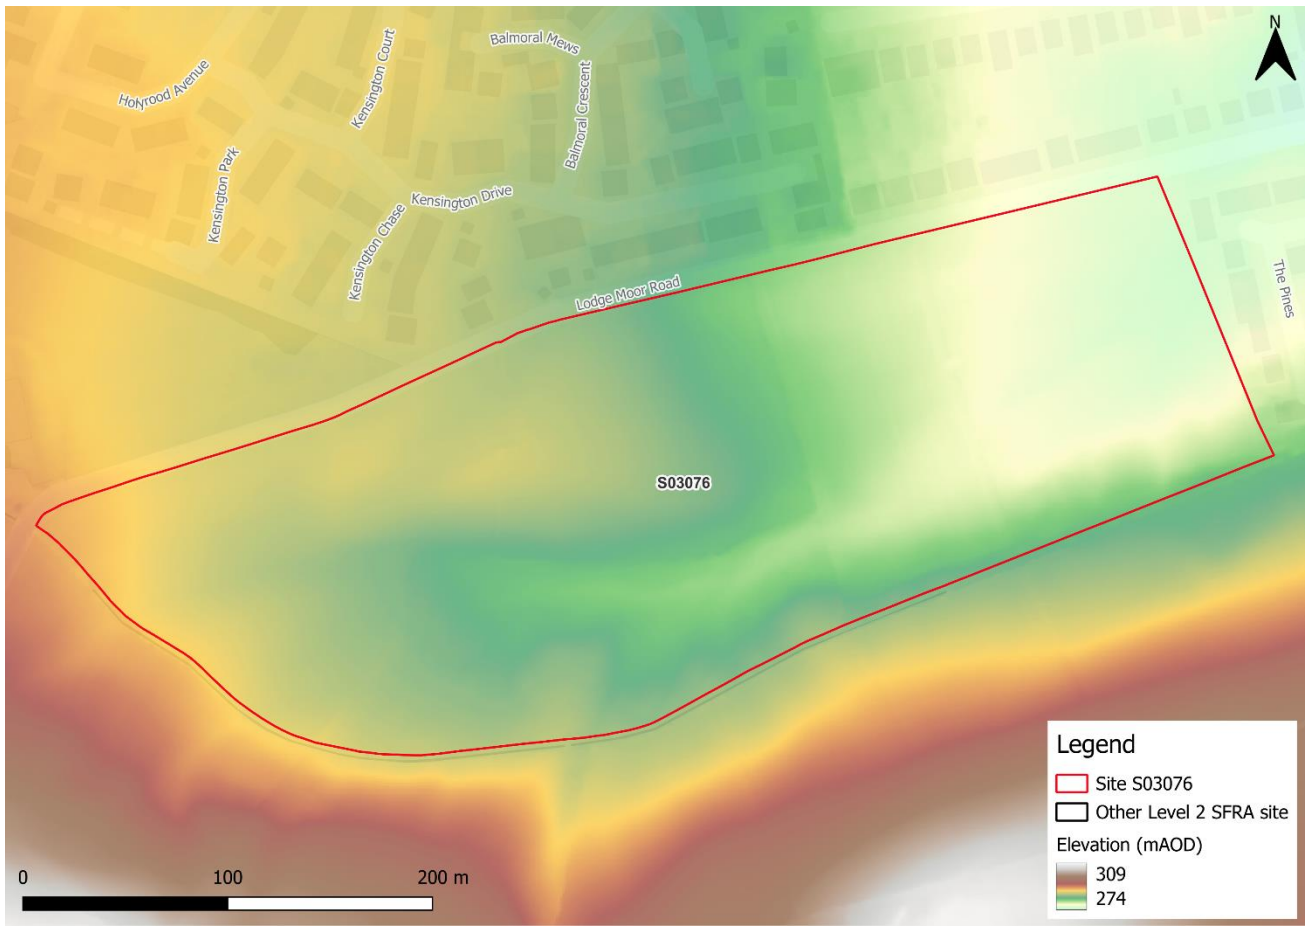 Balmoral Mews
N
Holyrood Avenue
Kensington Court
Balmoral Crescent
Kensington Park
Kensington Drive
Kensington Chase
Lodge Moor Road
The Pines
S03076
Legend
Site S03076
Other Level 2 SFRA site
Elevation (mAOD)
309
274
0 100 200 m